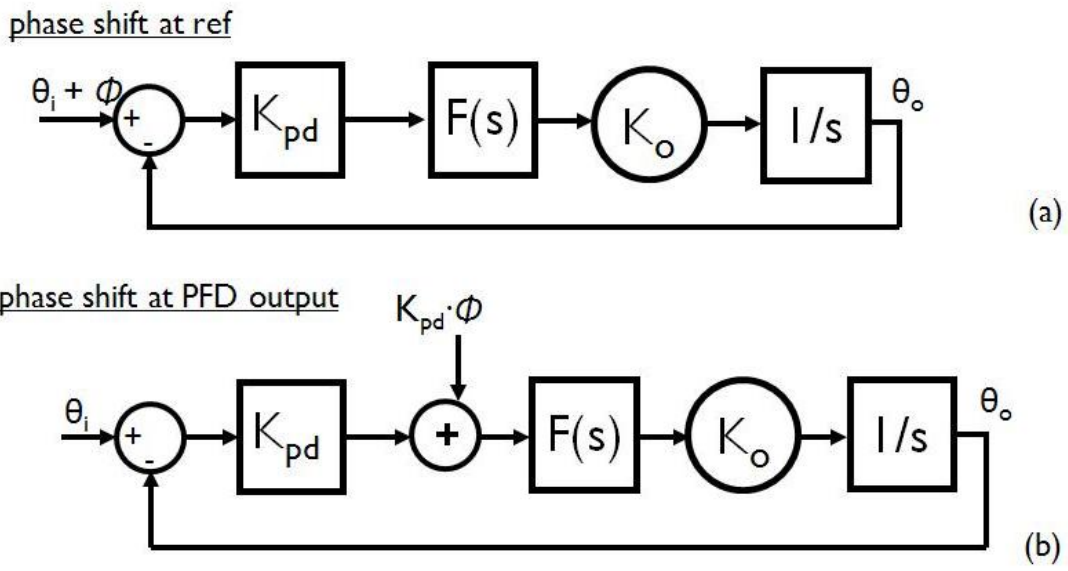 phase shift at ref
θi + Φ
+
-
Kpd
F(s)
Ko
1/s
θo
(a)
phase shift at PFD output
Kpd·Φ
θi
+
-
Kpd
+
F(s)
Ko
1/s
θo
(b)